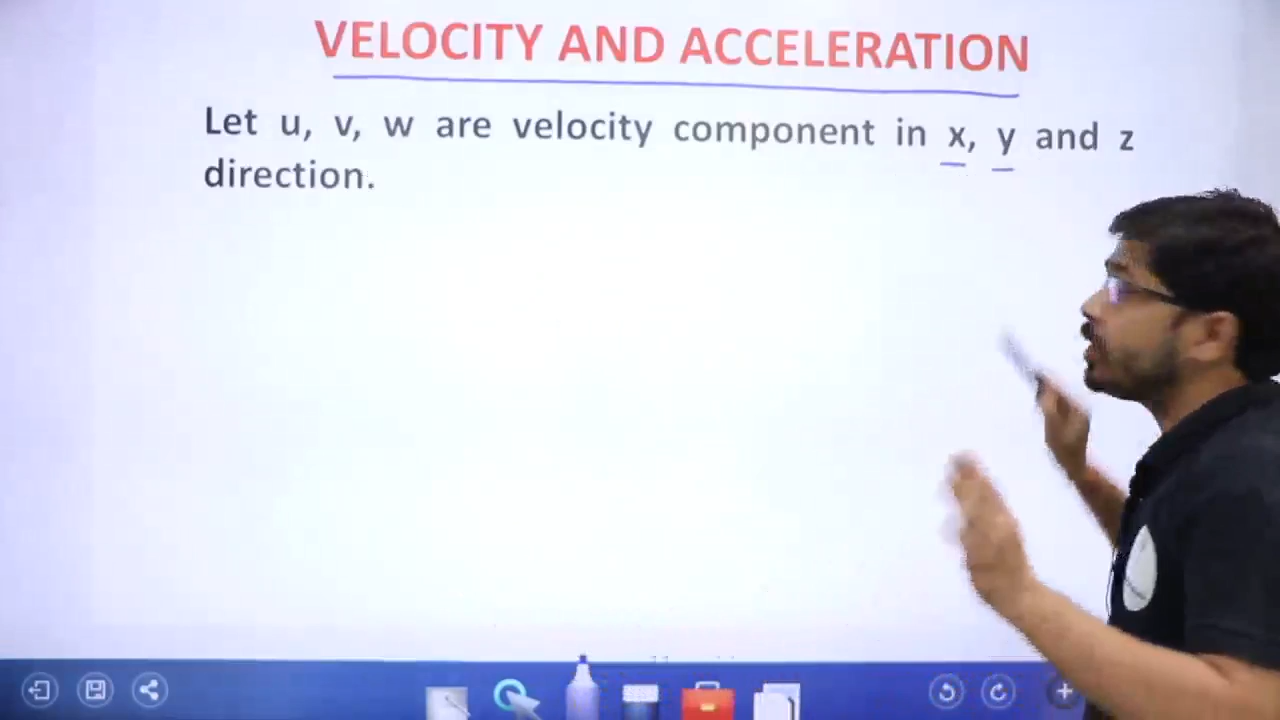 VELOCITY AND ACCELERATION
Let u, v, w are velocity component in x, y and z
direction.